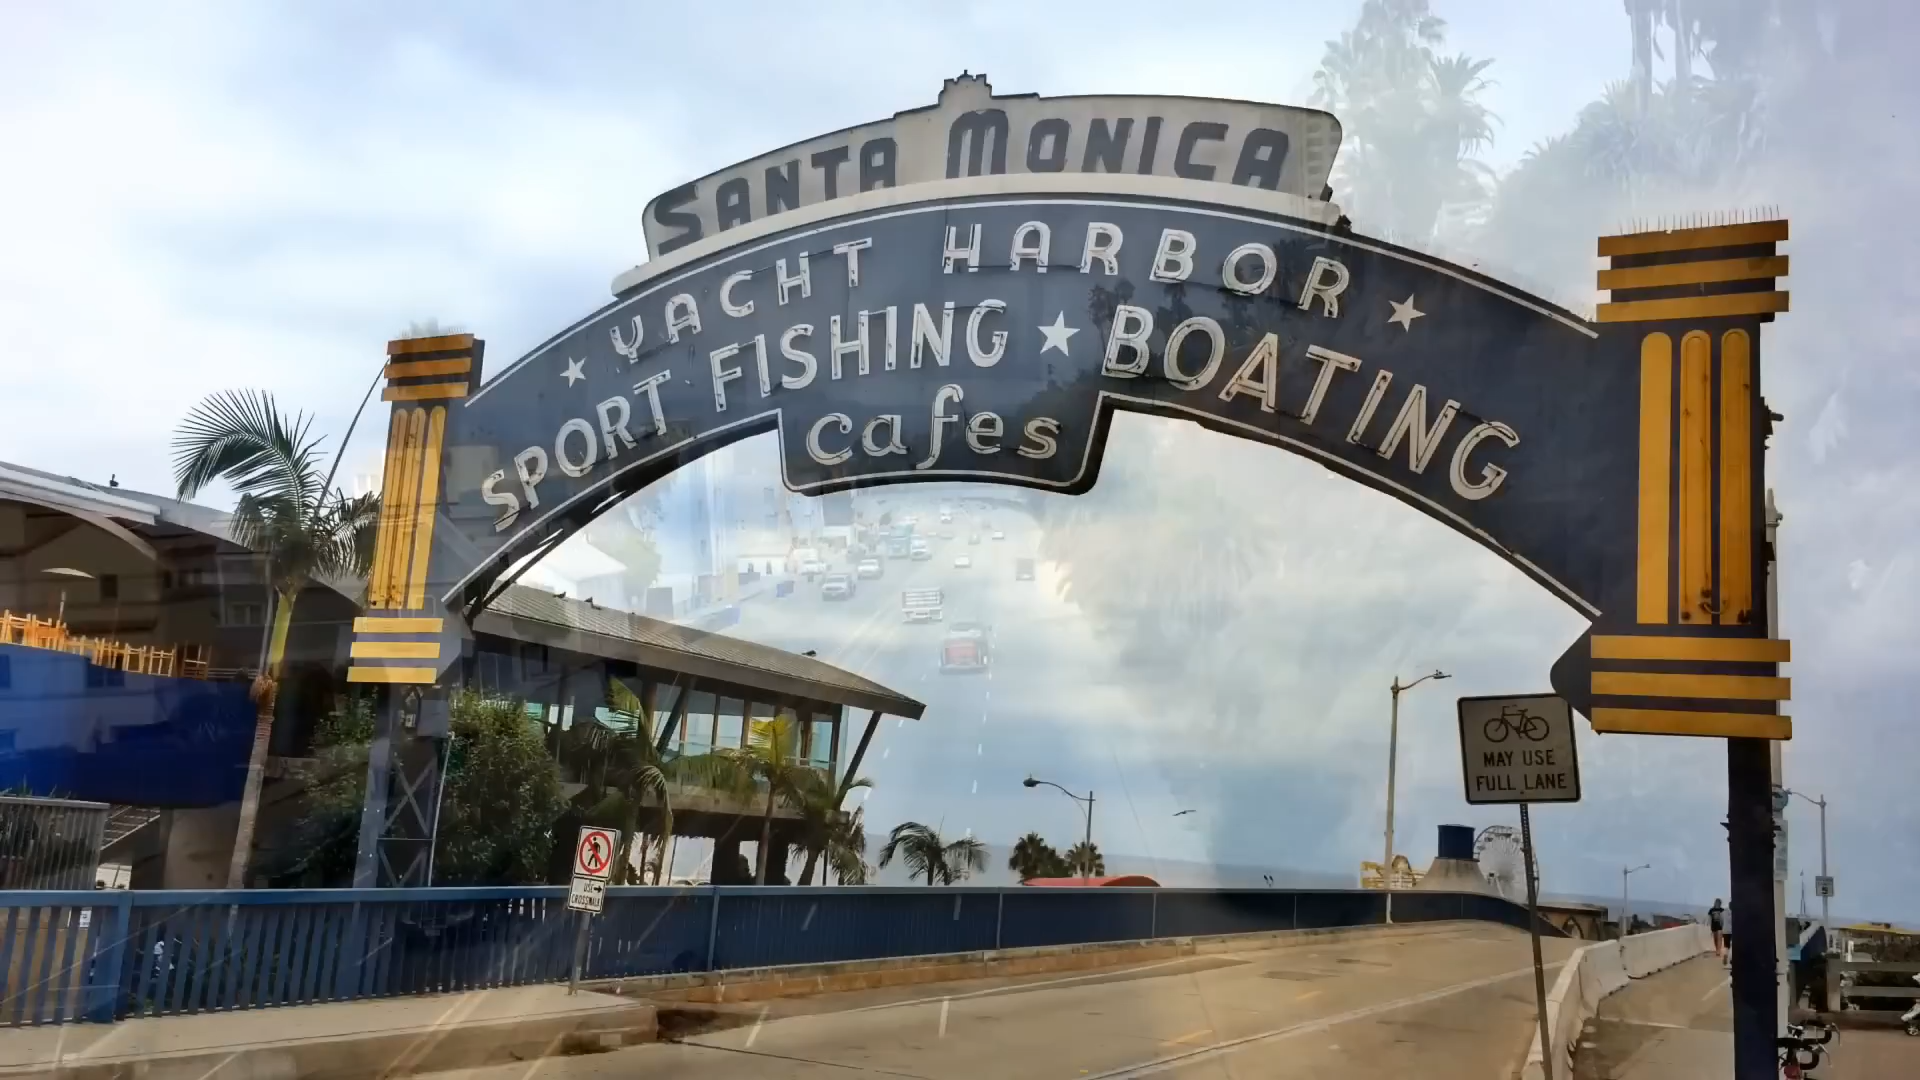 SANTA MONICA
YACHT HARBOR
SPORT FISHING BOATING
cafes
MAY USE
FULL LANE
USE
CROSSWALK